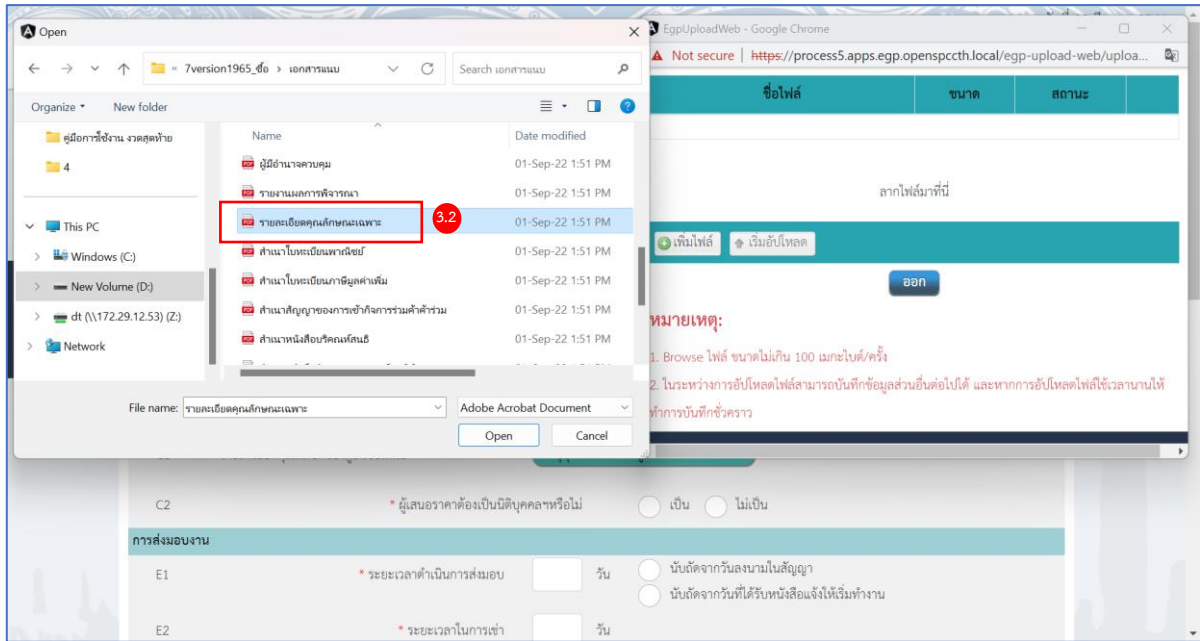 Open
EgpUploadWeb - Google Chrome
Not secure | https://process5.apps.egp.openspccth.local/egp-upload-web/uploa...
« 7version1965_ซื้อ › เอกสารแนบ
Search เอกสารแนบ
Organize
New folder
ชื่อไฟล์
ขนาด
สถานะ
คู่มือการใช้งาน งวดสุดท้าย
4
This PC
Windows (C:)
New Volume (D:)
dt (\\172.29.12.53) (Z:)
Network
Name
Date modified
ผู้มีอำนาจควบคุม 01-Sep-22 1:51 PM
รายงานผลการพิจารณา 01-Sep-22 1:51 PM
รายละเอียดคุณลักษณะเฉพาะ 3.2 01-Sep-22 1:51 PM
สำเนาใบทะเบียนพาณิชย์ 01-Sep-22 1:51 PM
สำเนาใบทะเบียนภาษีมูลค่าเพิ่ม 01-Sep-22 1:51 PM
สำเนาสัญญาของการเข้ากิจการร่วมค้าค้าร่วม 01-Sep-22 1:51 PM
สำเนาหนังสือบริคณห์สนธิ 01-Sep-22 1:51 PM
File name: รายละเอียดคุณลักษณะเฉพาะ
Adobe Acrobat Document
Open
Cancel
ลากไฟล์มาที่นี่
เพิ่มไฟล์
เริ่มอัปโหลด
ออก
หมายเหตุ:
1. Browse ไฟล์ ขนาดไม่เกิน 100 เมกะไบต์/ครั้ง
2. ในระหว่างการอัปโหลดไฟล์สามารถบันทึกข้อมูลส่วนอื่นต่อไปได้ และหากการอัปโหลดไฟล์ใช้เวลานานให้
ทำการบันทึกชั่วคราว
C2 * ผู้เสนอราคาต้องเป็นนิติบุคคลฯหรือไม่ เป็น ไม่เป็น
การส่งมอบงาน
E1 * ระยะเวลาดำเนินการส่งมอบ วัน นับถัดจากวันลงนามในสัญญา
นับถัดจากวันที่ได้รับหนังสือแจ้งให้เริ่มทำงาน
E2 * ระยะเวลาในการเช่า วัน